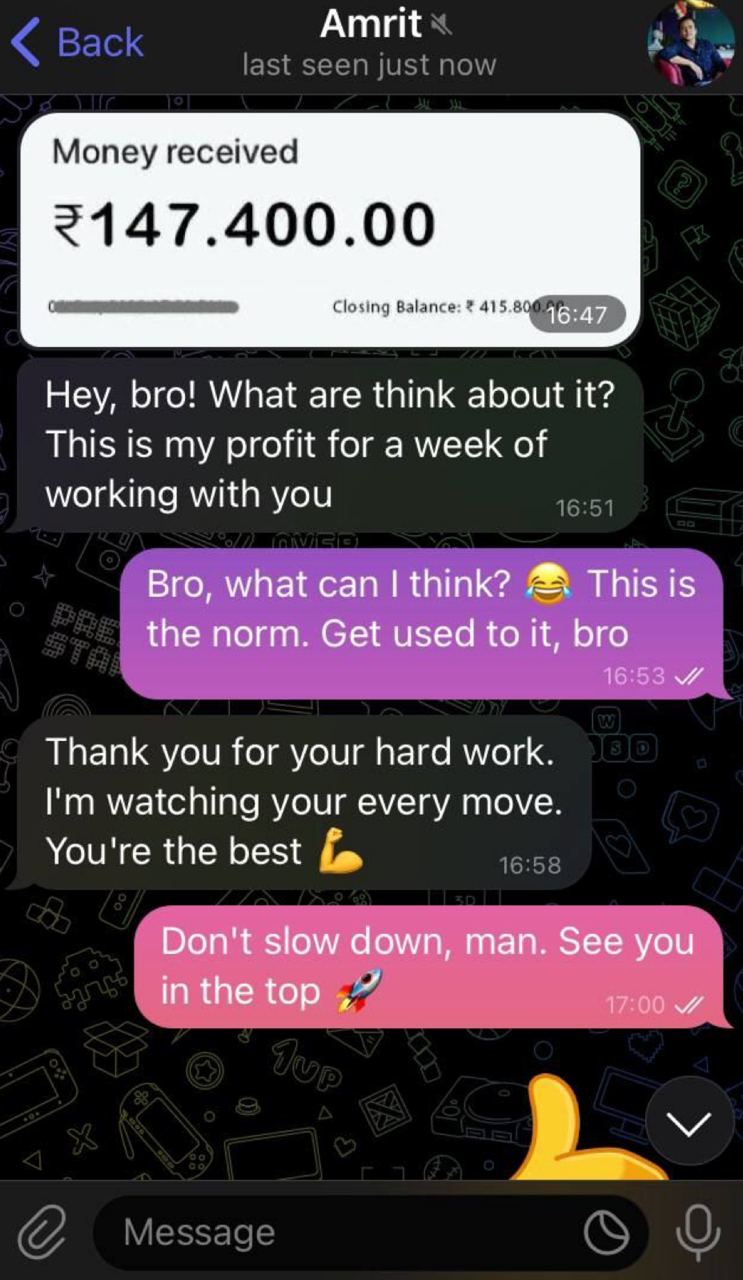 Back
Amrit
last seen just now
Money received
₹147.400.00
Closing Balance: ₹ 415.800.00
16:47
Hey, bro! What are think about it?
This is my profit for a week of
working with you
16:51
Bro, what can I think? 😂 This is
the norm. Get used to it, bro
16:53
Thank you for your hard work.
I'm watching your every move.
You're the best 💪
16:58
Don't slow down, man. See you
in the top 🚀
17:00
1UP
Message